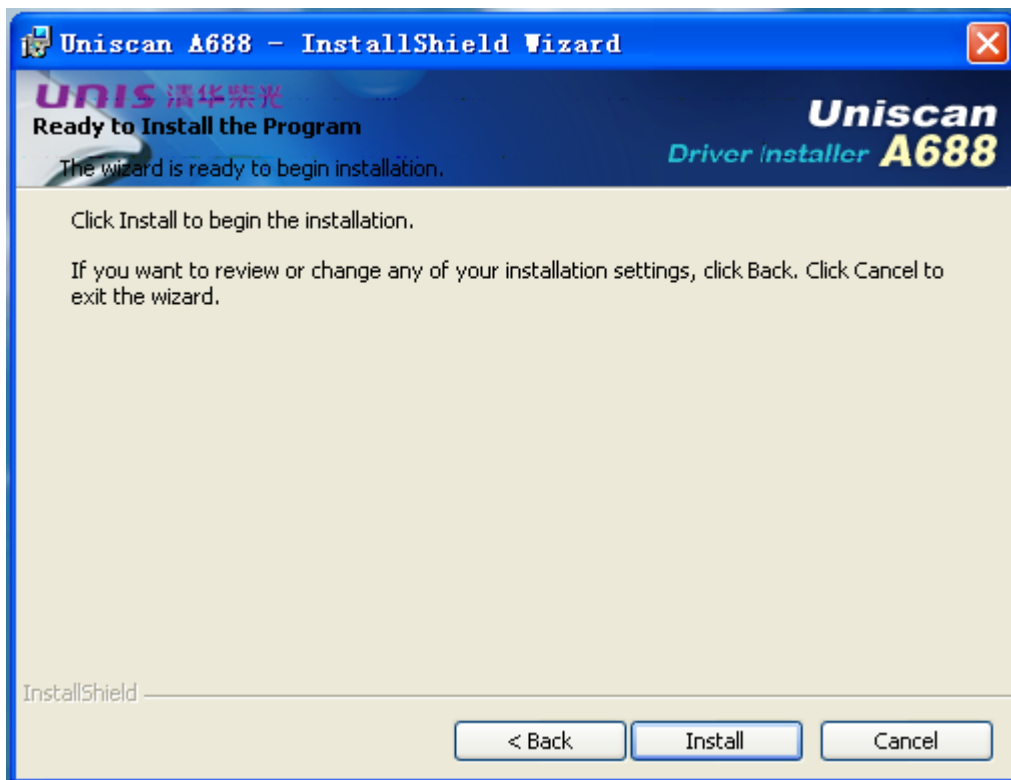 Uniscan A688 - InstallShield Wizard
UNIS 清华紫光
Ready to Install the Program
The wizard is ready to begin installation.
Uniscan
Driver Installer A688
Click Install to begin the installation.
If you want to review or change any of your installation settings, click Back. Click Cancel to
exit the wizard.
InstallShield
< Back
Install
Cancel